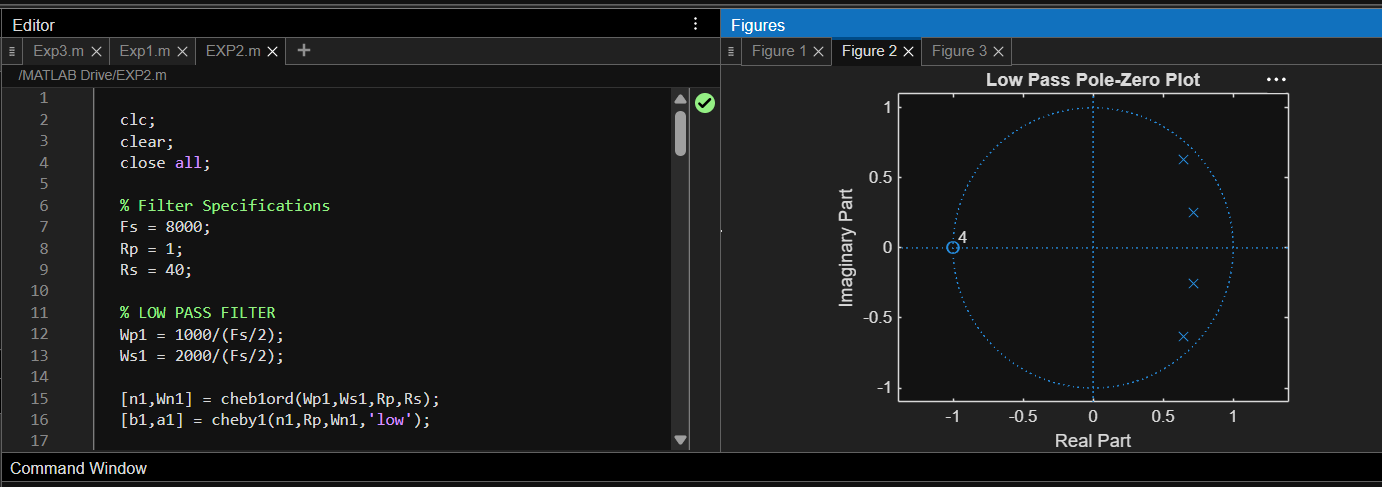 Editor
Exp3.m × Exp1.m × EXP2.m × +
/MATLAB Drive/EXP2.m
1
2 clc;
3 clear;
4 close all;
5
6 % Filter Specifications
7 Fs = 8000;
8 Rp = 1;
9 Rs = 40;
10
11 % LOW PASS FILTER
12 Wp1 = 1000/(Fs/2);
13 Ws1 = 2000/(Fs/2);
14
15 [n1,Wn1] = cheb1ord(Wp1,Ws1,Rp,Rs);
16 [b1,a1] = cheby1(n1,Rp,Wn1,'low');
17
Figures
Figure 1 × Figure 2 × Figure 3 ×
Low Pass Pole-Zero Plot
1
0.5
0
-0.5
-1
Imaginary Part
4
-1 -0.5 0 0.5 1
Real Part
Command Window